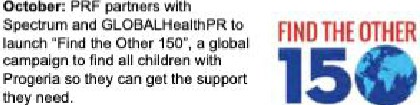 October: PRF partners with
Spectrum and GLOBALHealthPR to
launch “Find the Other 150”, a global
campaign to find all children with
Progeria so they can get the support
they need.
FIND THE OTHER
150